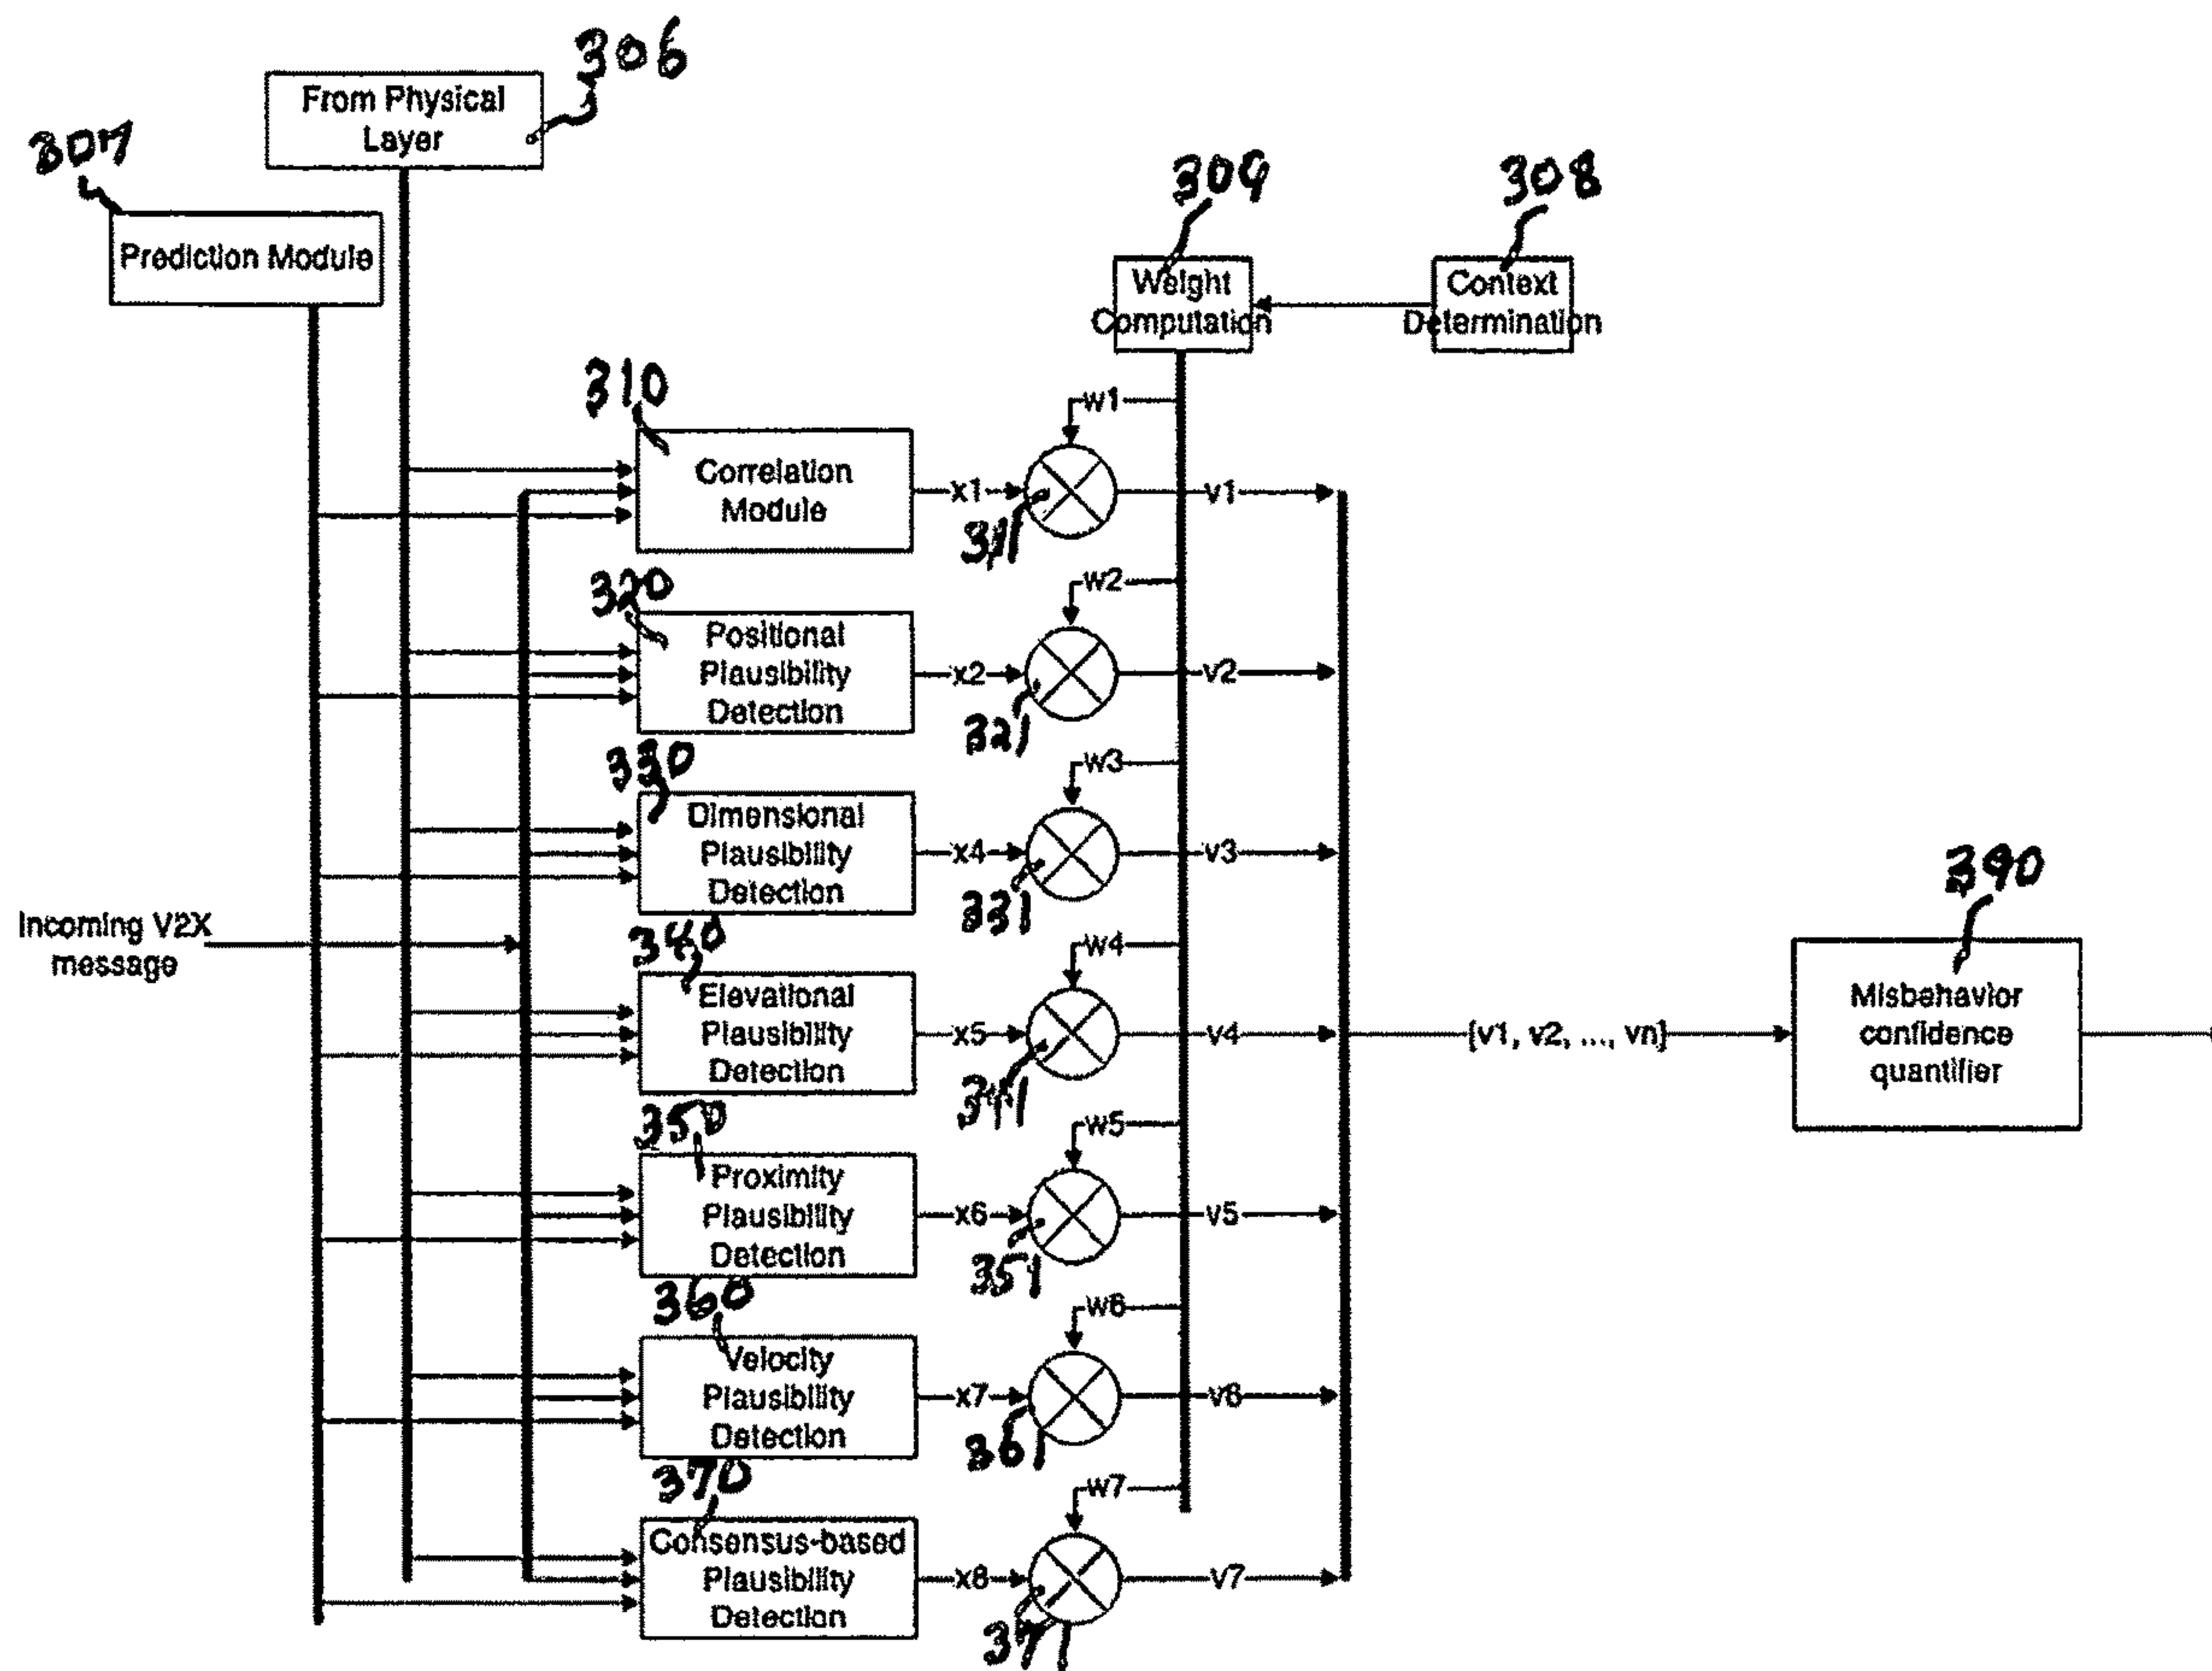 306
From Physical
Layer
307
Prediction Module
309
308
Weight
Computation
Context
Determination
310
w1
Correlation
Module
x1
v1
311
320
w2
Positional
Plausibility
Detection
x2
v2
321
330
w3
Dimensional
Plausibility
Detection
x4
v3
331
Incoming V2X
message
340
w4
Elevational
Plausibility
Detection
x5
v4
341
[v1, v2, ..., vn]
390
Misbehavior
confidence
quantifier
350
w5
Proximity
Plausibility
Detection
x6
v5
351
360
w6
Velocity
Plausibility
Detection
x7
v6
361
370
w7
Consensus-based
Plausibility
Detection
x8
v7
371